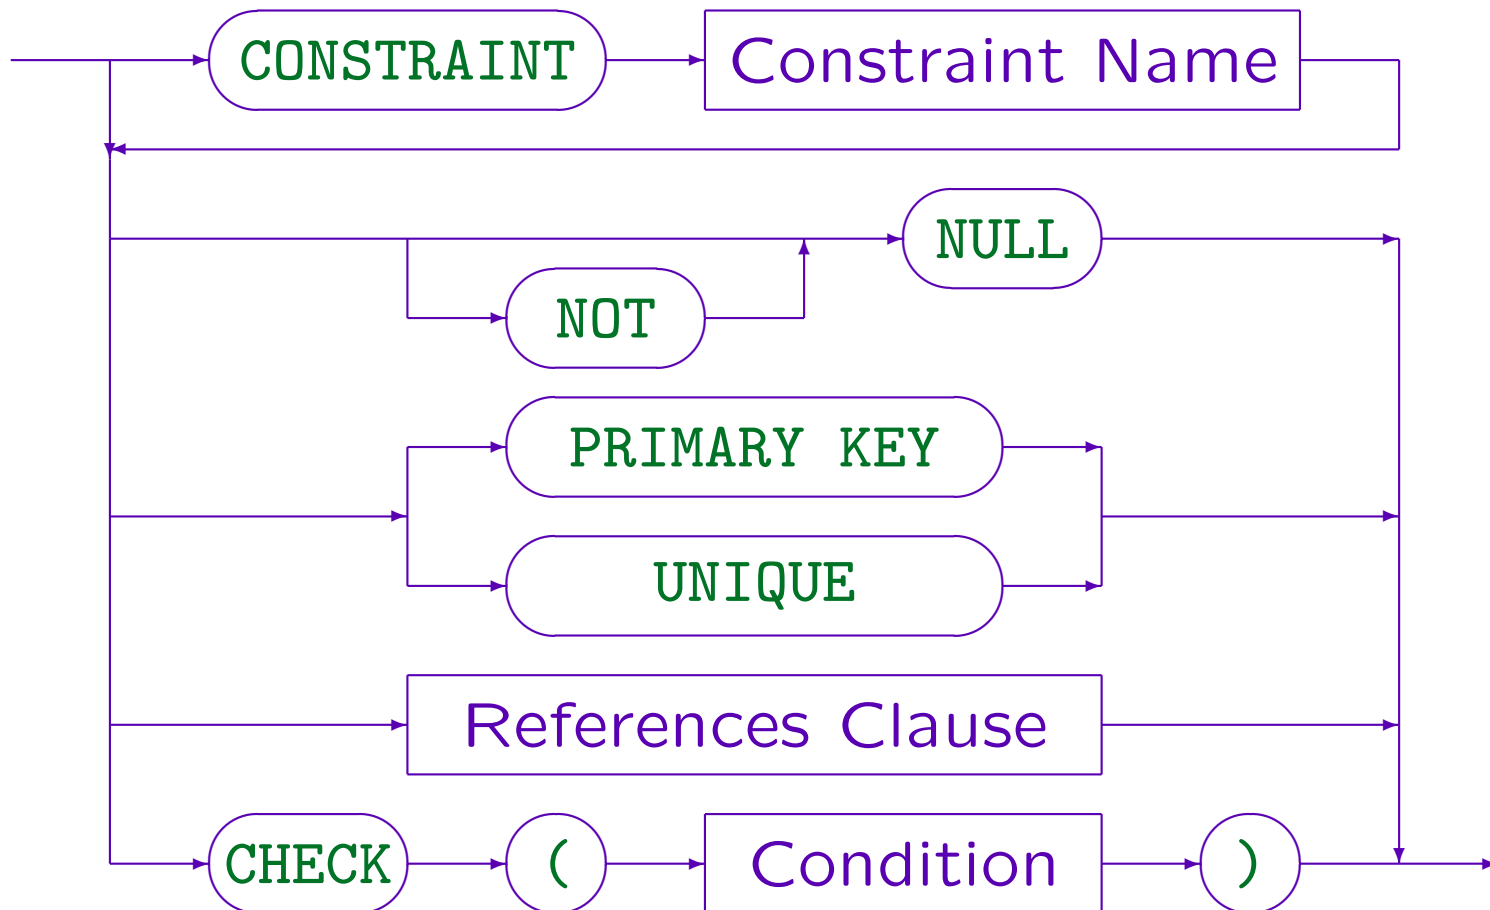 CONSTRAINT Constraint Name
NULL
NOT
PRIMARY KEY
UNIQUE
References Clause
CHECK ( Condition )